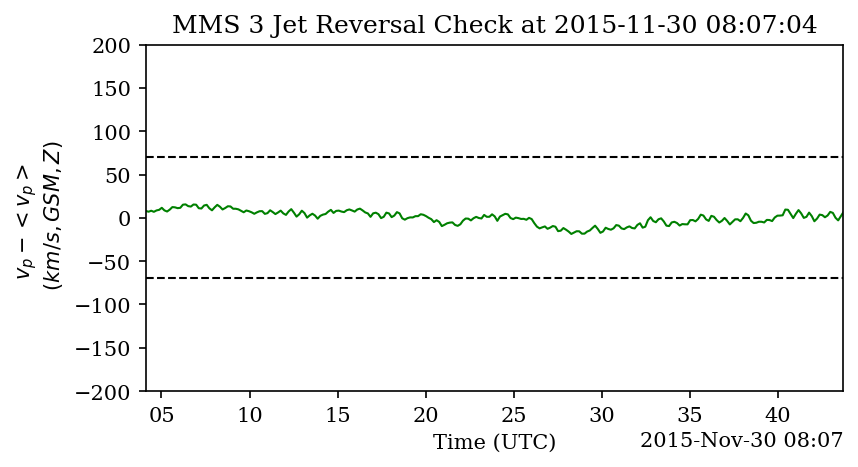 MMS 3 Jet Reversal Check at 2015-11-30 08:07:04
v_p − < v_p >
(km/s, GSM, Z)
200
150
100
50
0
−50
−100
−150
−200
05 10 15 20 25 30 35 40
Time (UTC)
2015-Nov-30 08:07